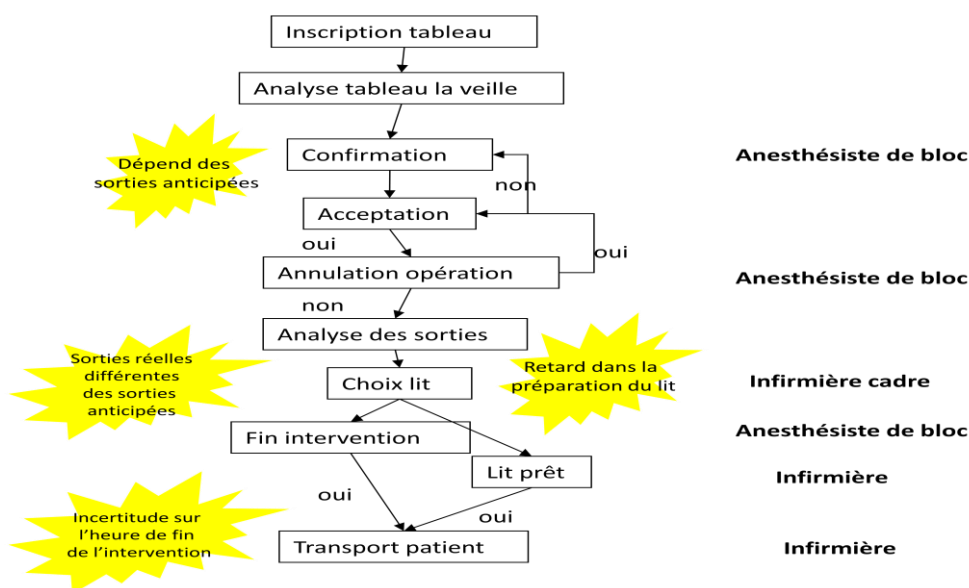 Inscription tableau
Analyse tableau la veille
Dépend des
sorties anticipées
Confirmation
Anesthésiste de bloc
non
Acceptation
oui
oui
Annulation opération
Anesthésiste de bloc
non
Analyse des sorties
Sorties réelles
différentes
des sorties
anticipées
Retard dans la
préparation du lit
Choix lit
Infirmière cadre
Fin intervention
Anesthésiste de bloc
Lit prêt
Infirmière
oui
oui
Incertitude sur
l’heure de fin
de l’intervention
Transport patient
Infirmière